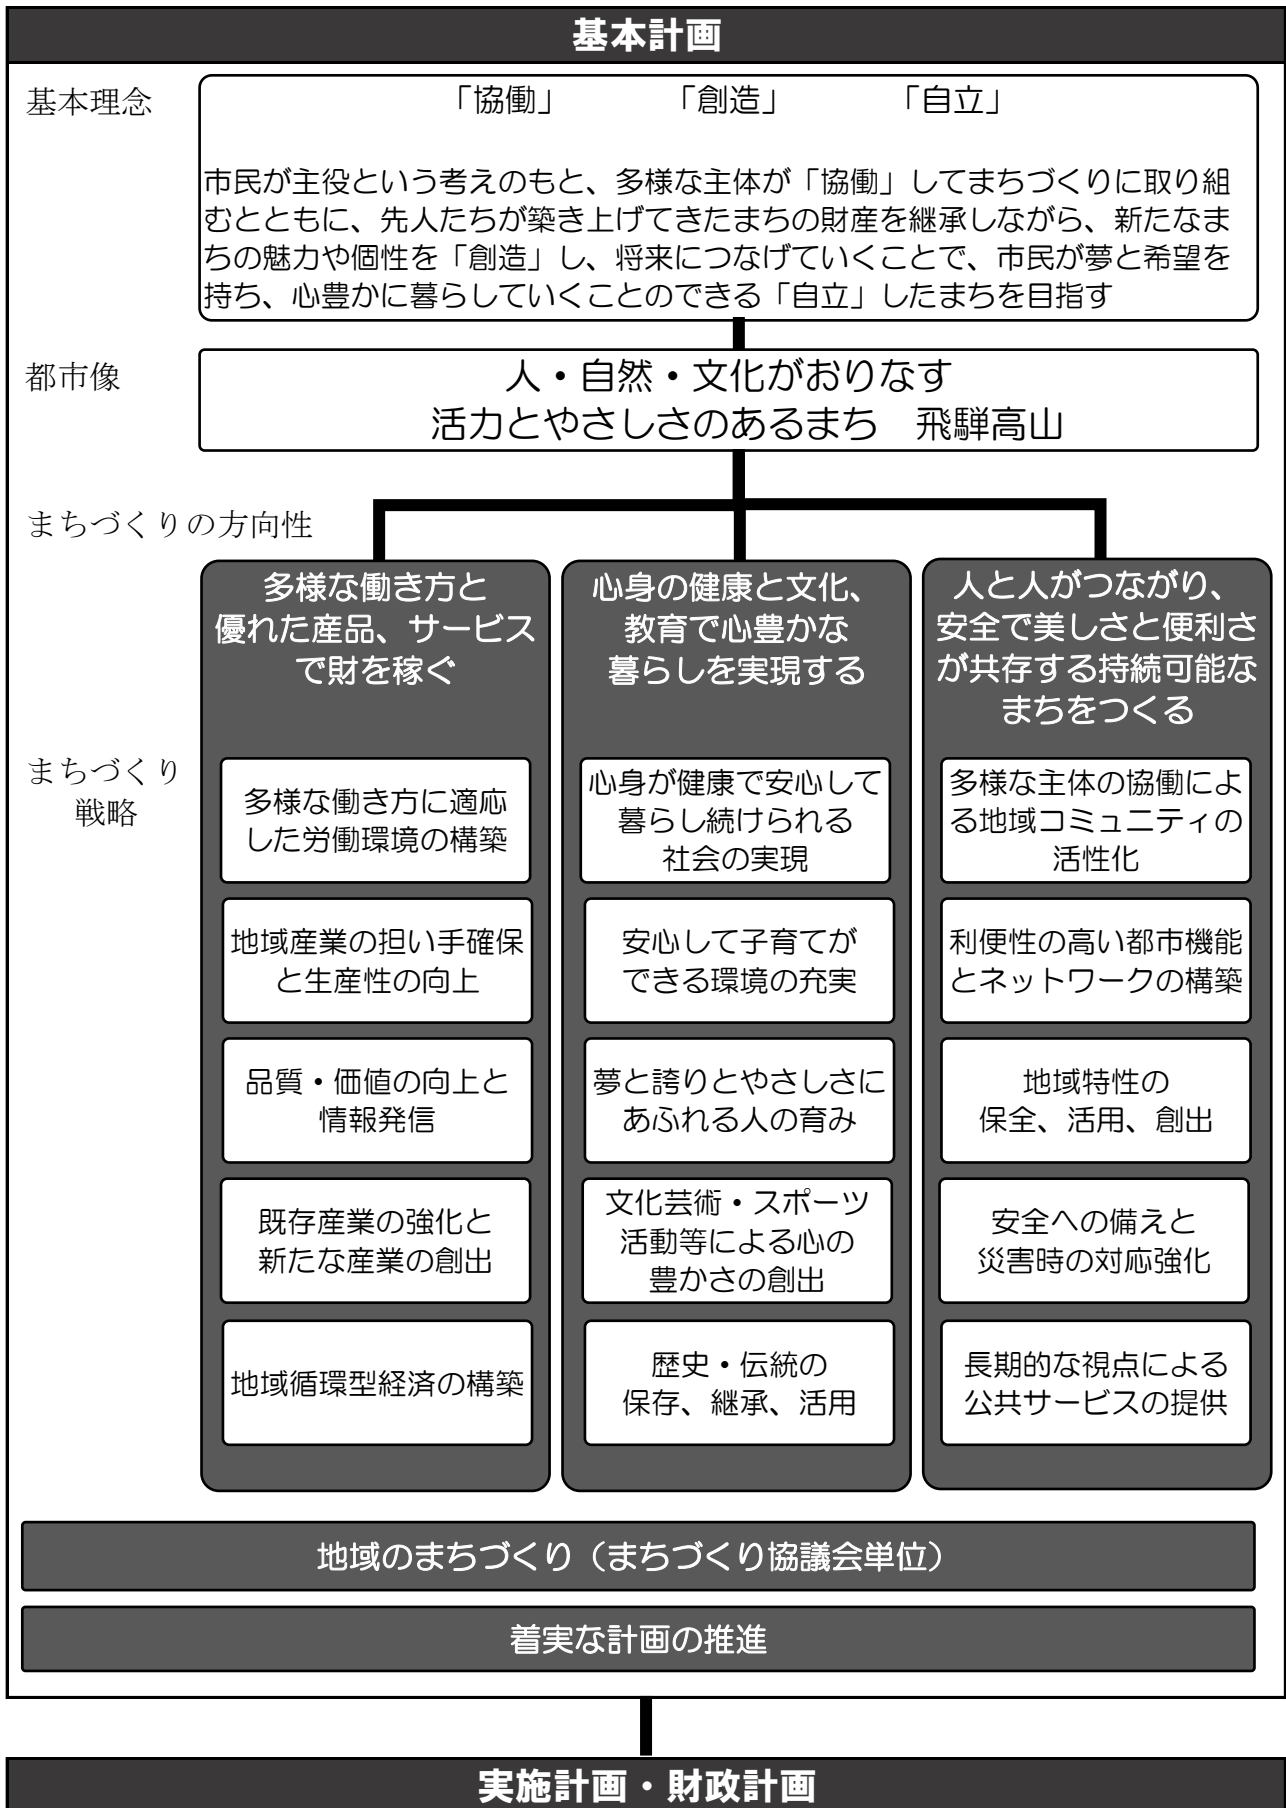 基本計画
基本理念
「協働」　「創造」　「自立」
市民が主役という考えのもと、多様な主体が「協働」してまちづくりに取り組
むとともに、先人たちが築き上げてきたまちの財産を継承しながら、新たなま
ちの魅力や個性を「創造」し、将来につなげていくことで、市民が夢と希望を
持ち、心豊かに暮らしていくことのできる「自立」したまちを目指す
都市像
人・自然・文化がおりなす
活力とやさしさのあるまち　飛騨高山
まちづくりの方向性
多様な働き方と
優れた産品、サービス
で財を稼ぐ
心身の健康と文化、
教育で心豊かな
暮らしを実現する
人と人がつながり、
安全で美しさと便利さ
が共存する持続可能な
まちをつくる
まちづくり
戦略
多様な働き方に適応
した労働環境の構築
地域産業の担い手確保
と生産性の向上
品質・価値の向上と
情報発信
既存産業の強化と
新たな産業の創出
地域循環型経済の構築
心身が健康で安心して
暮らし続けられる
社会の実現
安心して子育てが
できる環境の充実
夢と誇りとやさしさに
あふれる人の育み
文化芸術・スポーツ
活動等による心の
豊かさの創出
歴史・伝統の
保存、継承、活用
多様な主体の協働によ
る地域コミュニティの
活性化
利便性の高い都市機能
とネットワークの構築
地域特性の
保全、活用、創出
安全への備えと
災害時の対応強化
長期的な視点による
公共サービスの提供
地域のまちづくり（まちづくり協議会単位）
着実な計画の推進
実施計画・財政計画